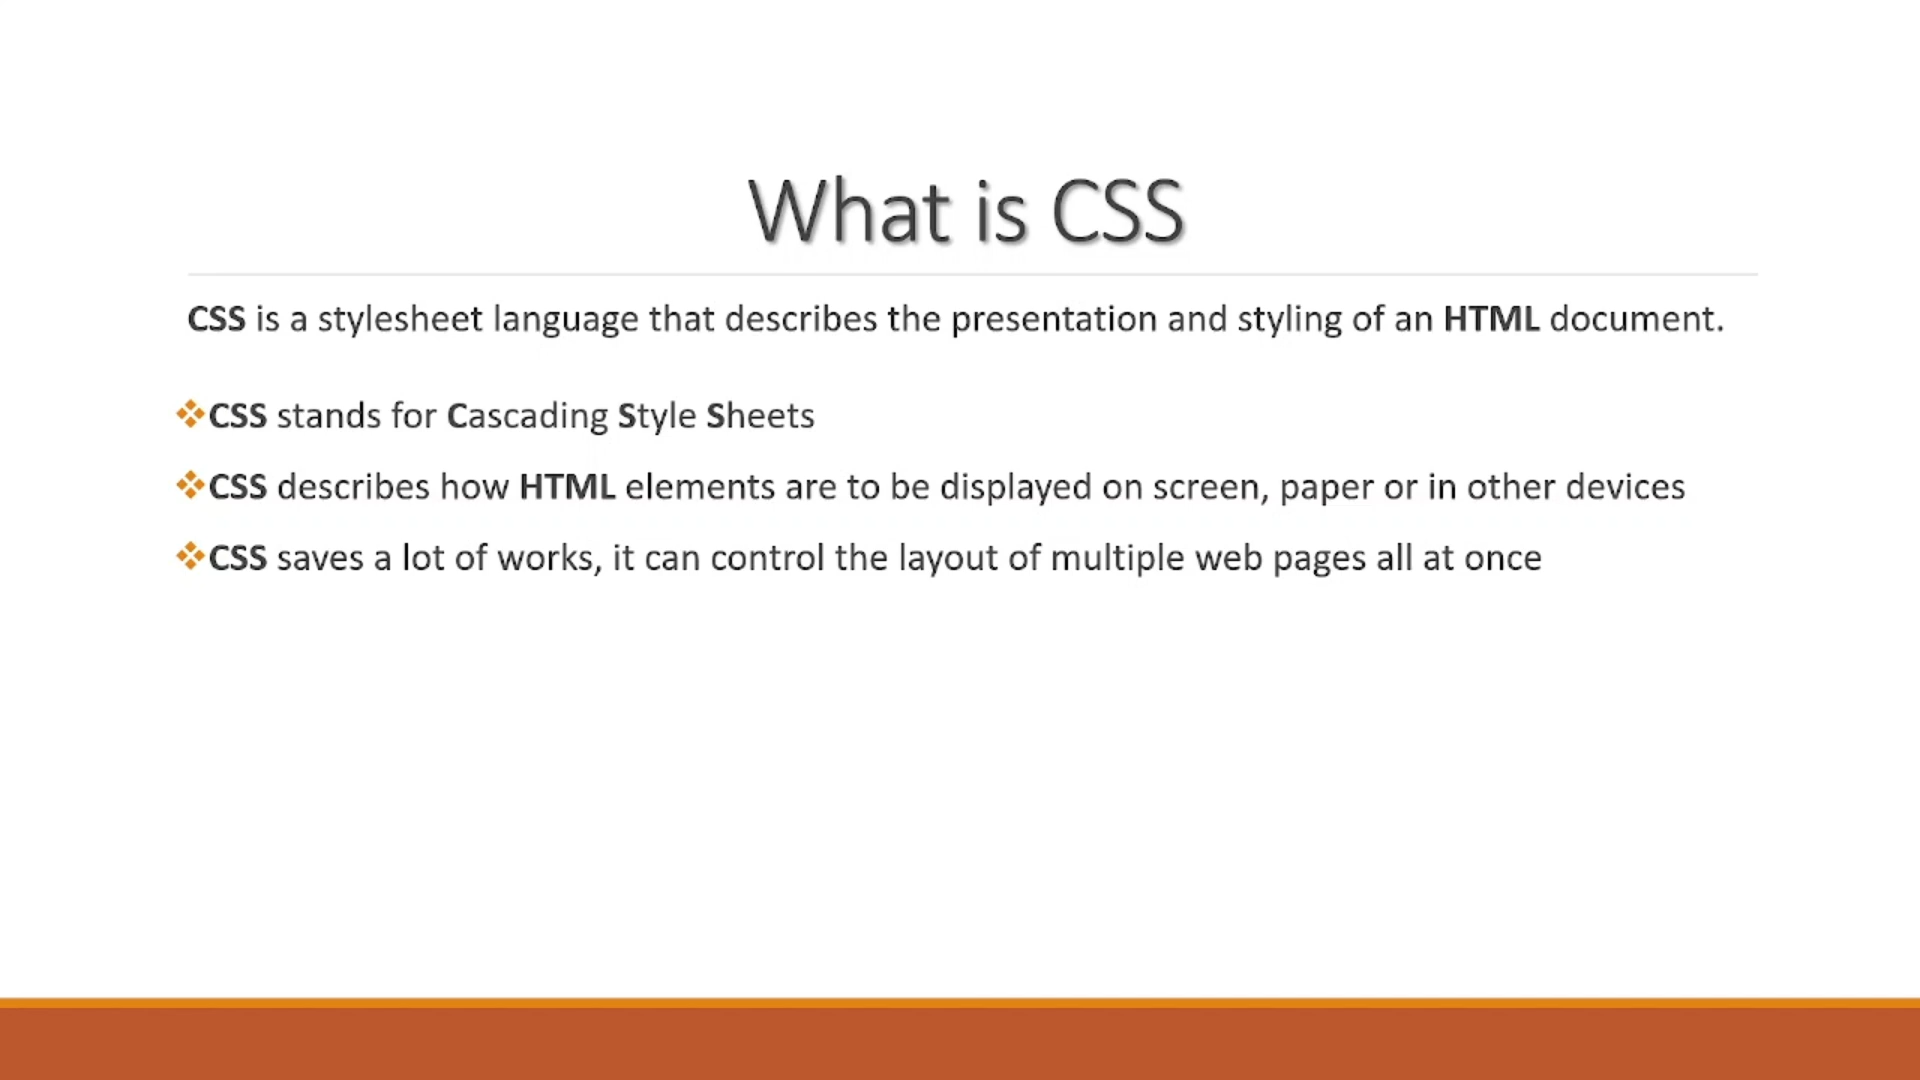 What is CSS
CSS is a stylesheet language that describes the presentation and styling of an HTML document.
CSS stands for Cascading Style Sheets
CSS describes how HTML elements are to be displayed on screen, paper or in other devices
CSS saves a lot of works, it can control the layout of multiple web pages all at once